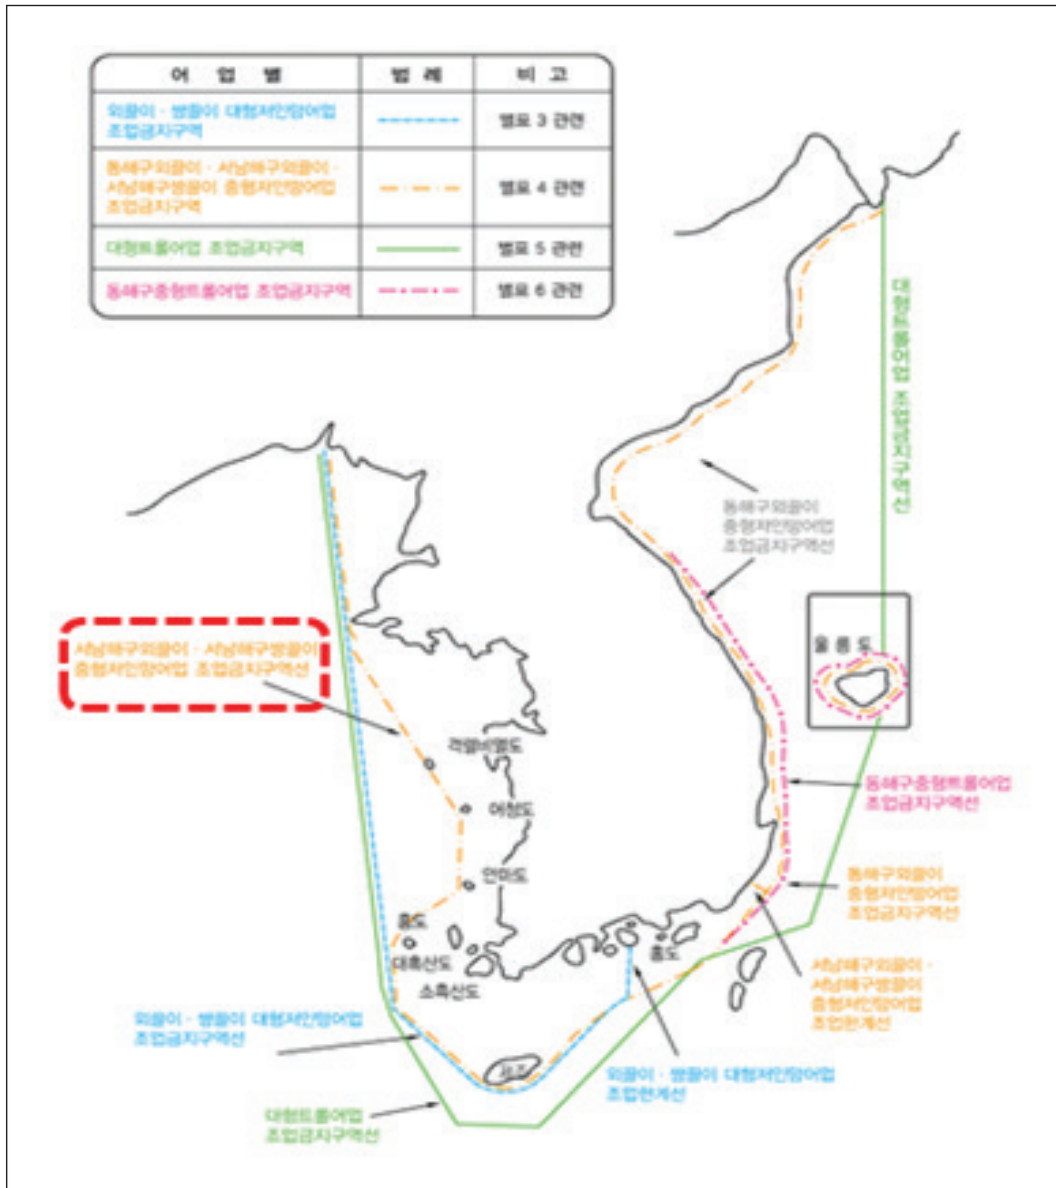 어 업 별 범 례 비 고
외끌이 · 쌍끌이 대형저인망어업
조업금지구역
별표 3 관련
동해구외끌이 · 서남해구외끌이 ·
서남해구쌍끌이 중형저인망어업
조업금지구역
별표 4 관련
대형트롤어업 조업금지구역
별표 5 관련
동해구중형트롤어업 조업금지구역
별표 6 관련
대형트롤어업 조업금지구역선
동해구외끌이
중형저인망어업
조업금지구역선
울 릉 도
서남해구외끌이 · 서남해구쌍끌이
중형저인망어업 조업금지구역선
격렬비열도
어청도
안마도
홍도
대흑산도
소흑산도
홍도
제주
동해구중형트롤어업
조업금지구역선
동해구외끌이
중형저인망어업
조업금지구역선
서남해구외끌이 ·
서남해구쌍끌이
중형저인망어업
조업한계선
외끌이 · 쌍끌이 대형저인망어업
조업금지구역선
외끌이 · 쌍끌이 대형저인망어업
조업한계선
대형트롤어업
조업금지구역선